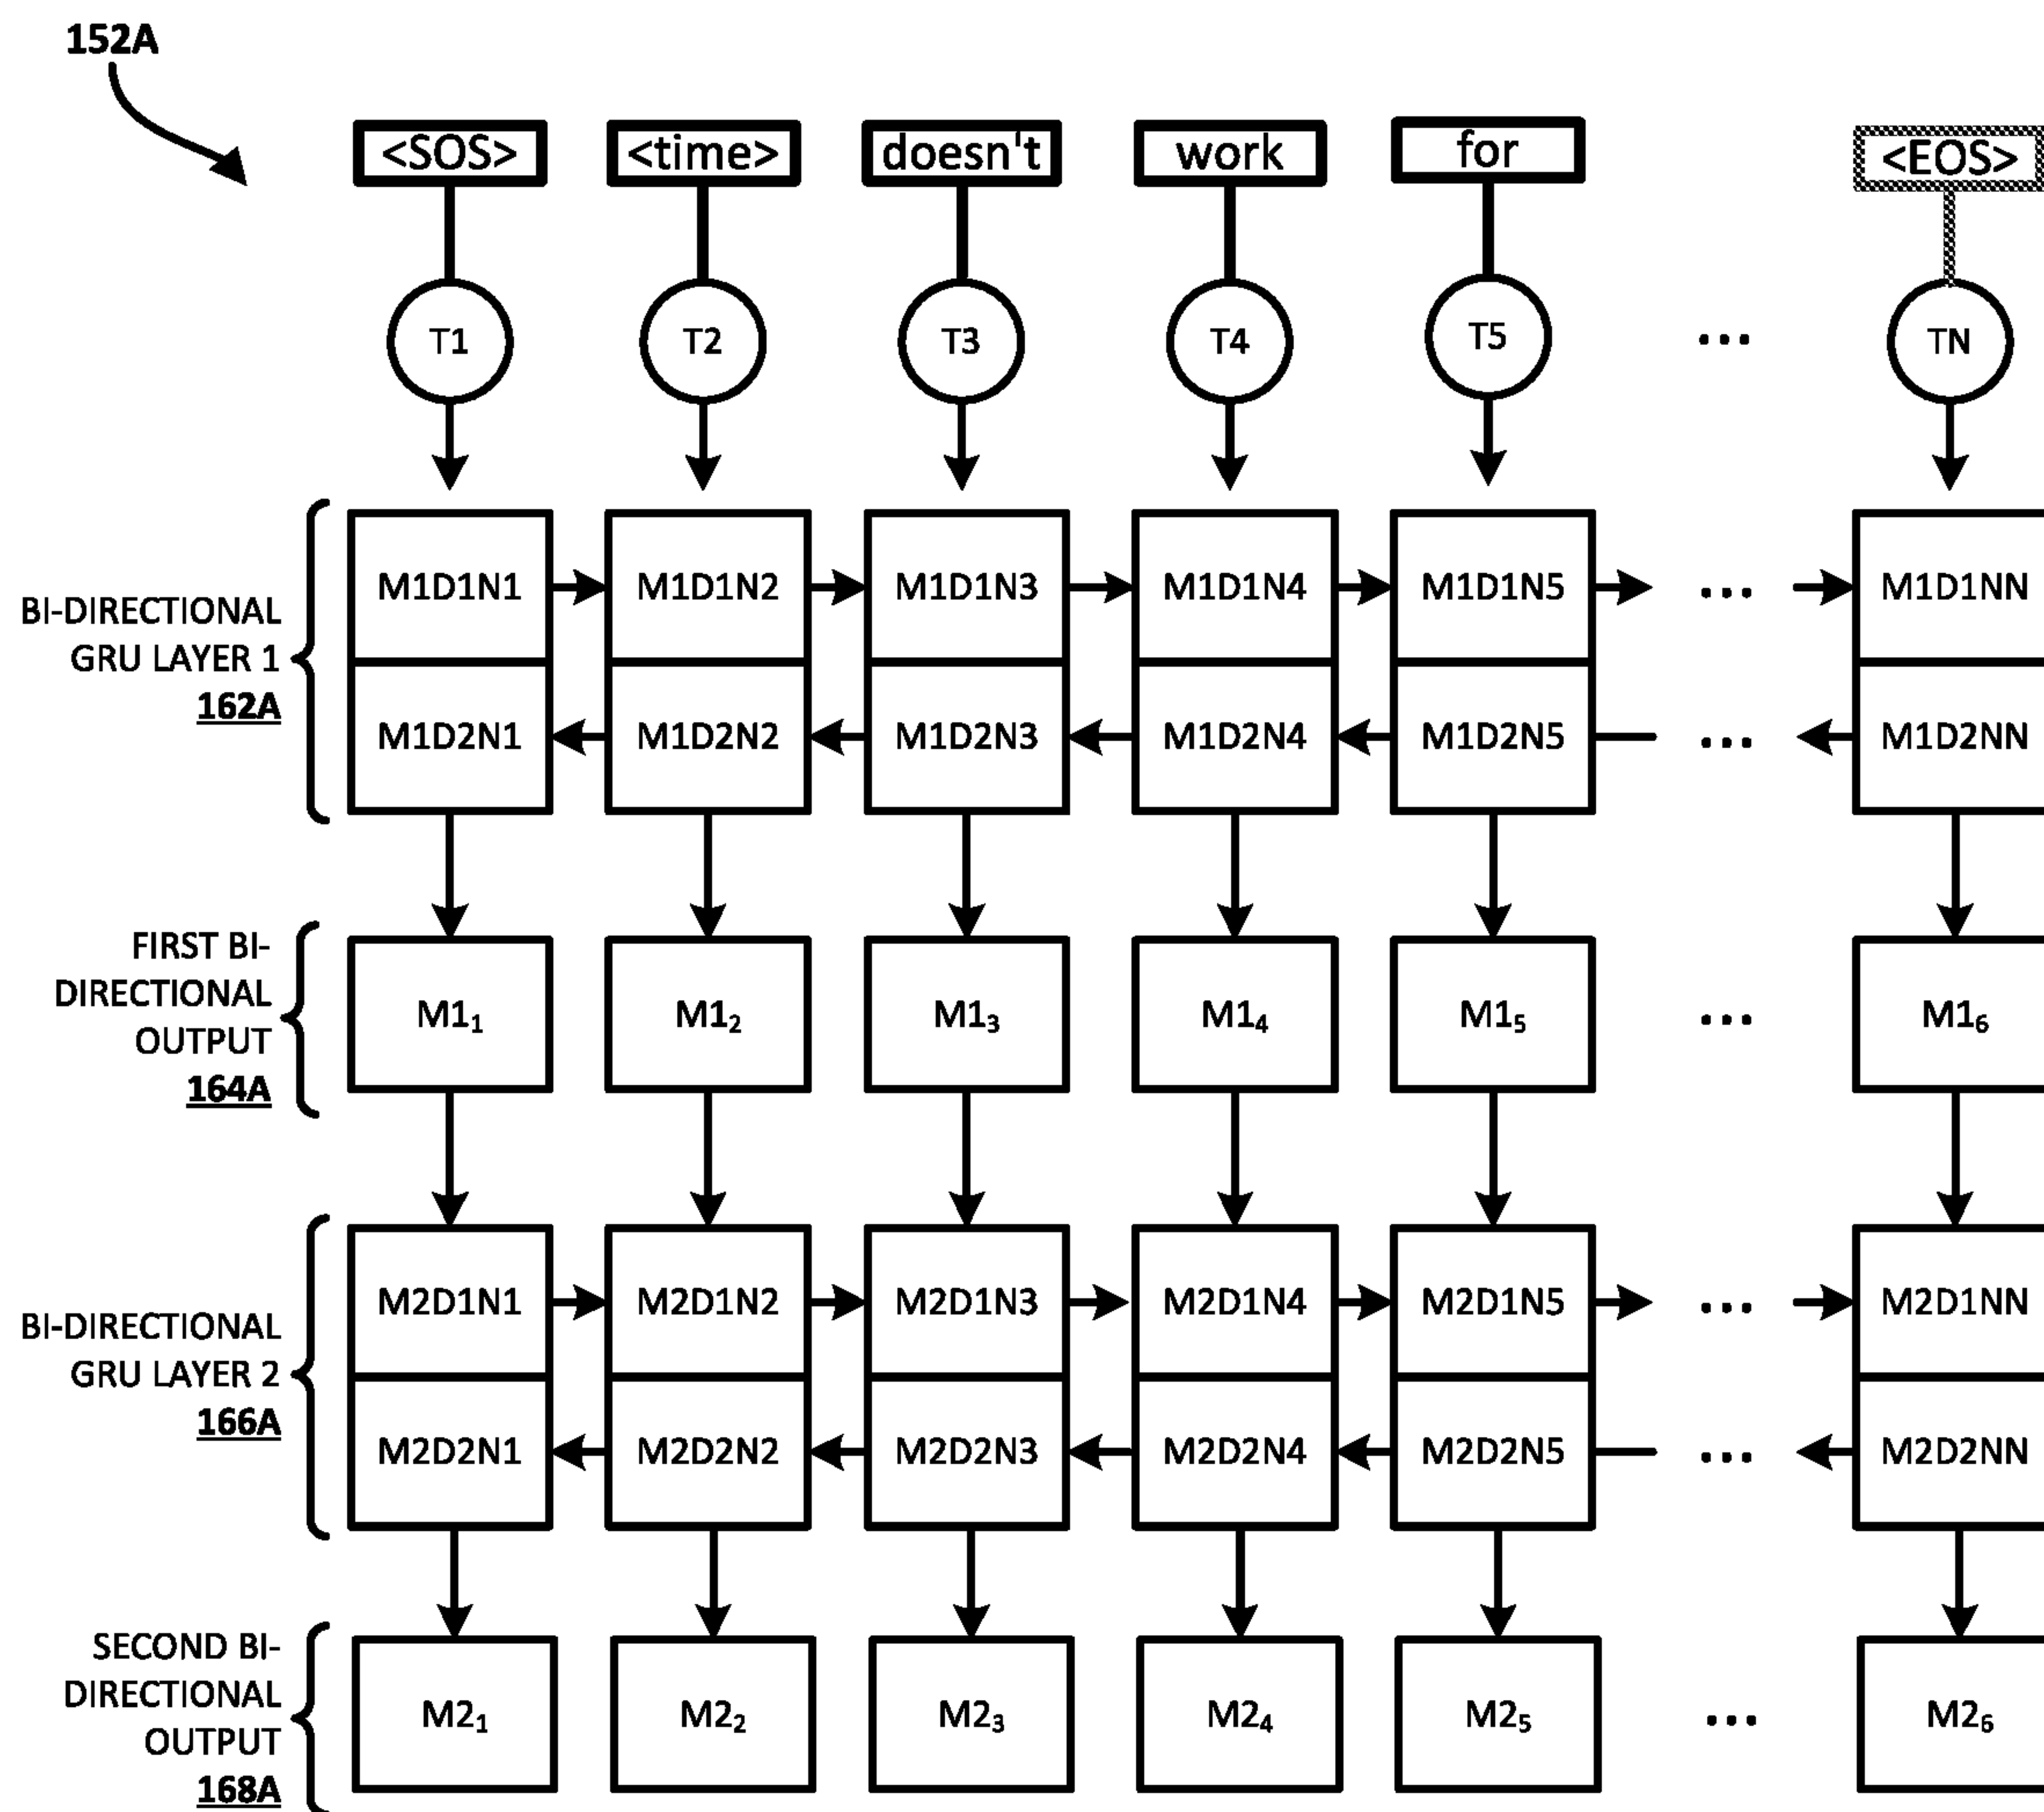 152A
<SOS> <time> doesn't work for <EOS>
T1 T2 T3 T4 T5 ... TN
BI-DIRECTIONAL
GRU LAYER 1
162A
M1D1N1 M1D1N2 M1D1N3 M1D1N4 M1D1N5 ... M1D1NN
M1D2N1 M1D2N2 M1D2N3 M1D2N4 M1D2N5 ... M1D2NN
FIRST BI-
DIRECTIONAL
OUTPUT
164A
M1₁ M1₂ M1₃ M1₄ M1₅ ... M1₆
BI-DIRECTIONAL
GRU LAYER 2
166A
M2D1N1 M2D1N2 M2D1N3 M2D1N4 M2D1N5 ... M2D1NN
M2D2N1 M2D2N2 M2D2N3 M2D2N4 M2D2N5 ... M2D2NN
SECOND BI-
DIRECTIONAL
OUTPUT
168A
M2₁ M2₂ M2₃ M2₄ M2₅ ... M2₆